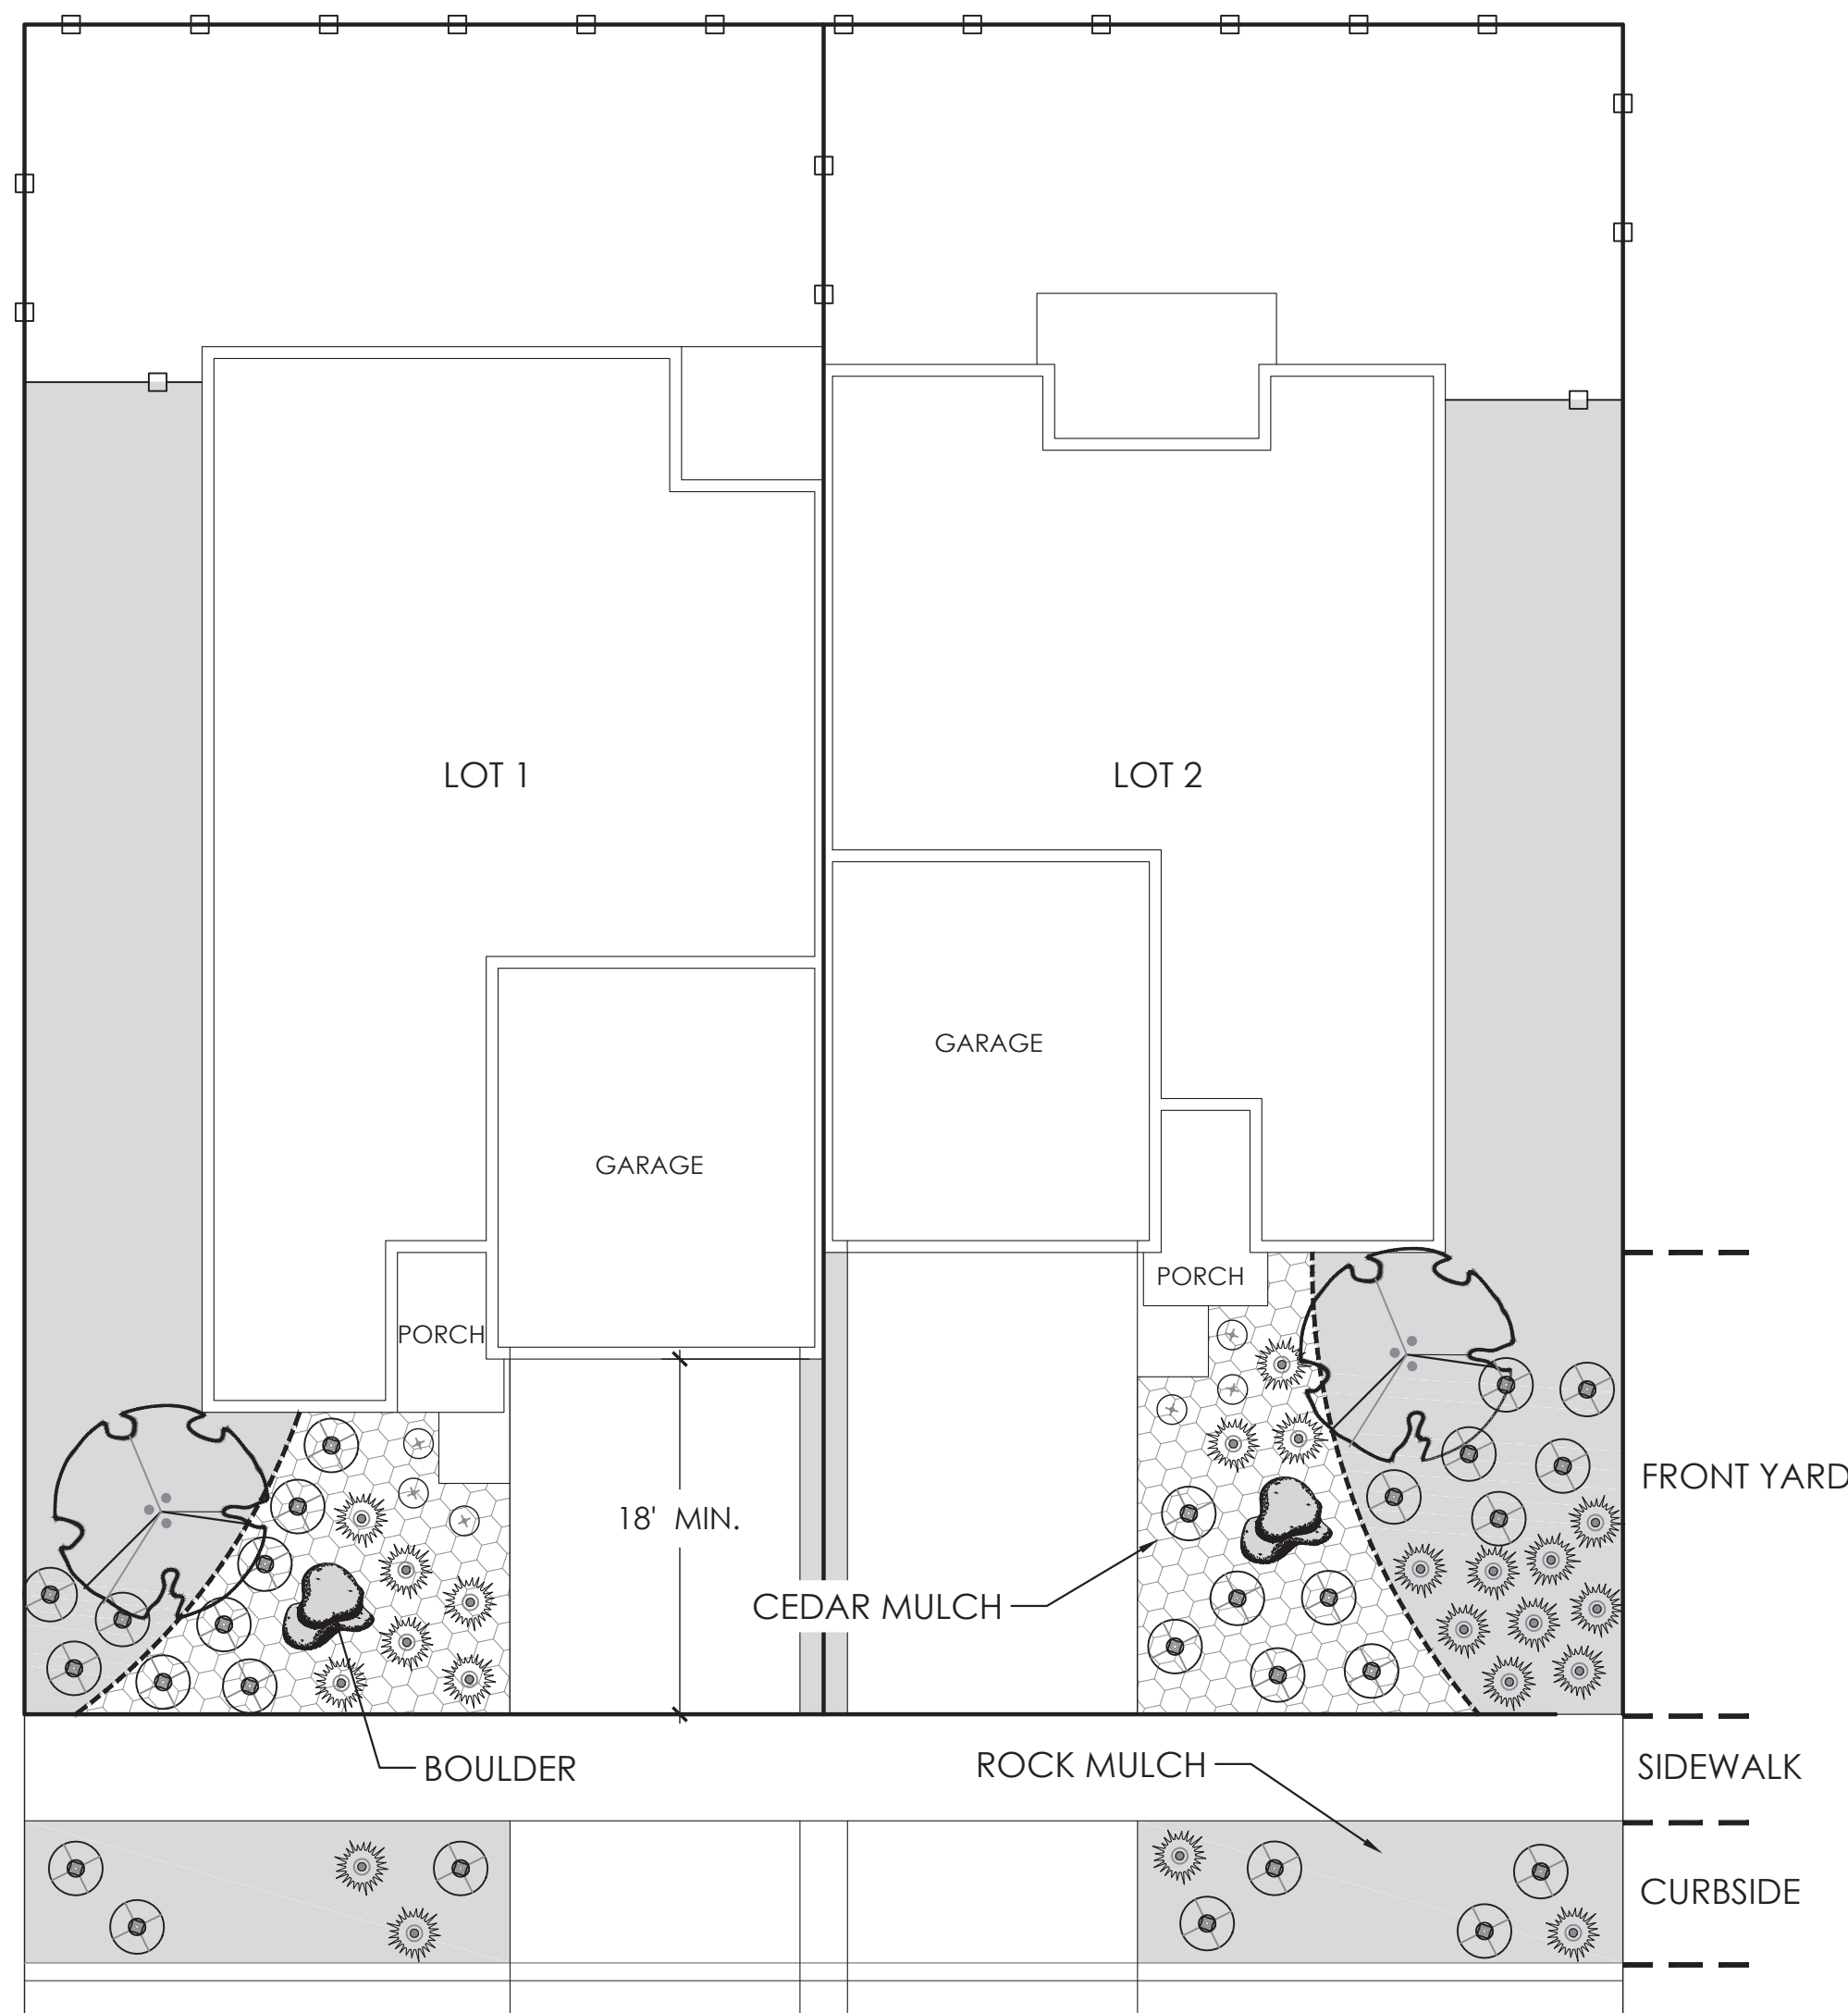 LOT 1
LOT 2
GARAGE
GARAGE
PORCH
PORCH
FRONT YARD
18' MIN.
CEDAR MULCH
BOULDER
ROCK MULCH
SIDEWALK
CURBSIDE